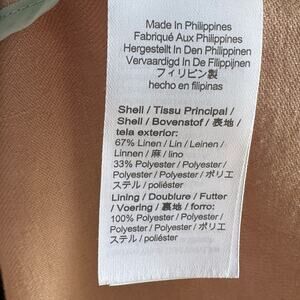 Made In Philippines
Fabriqué Aux Philippines
Hergestellt In Den Philippinen
Vervaardigd In De Filippijnen
フィリピン製
hecho en filipinas
Shell / Tissu Principal /
Shell / Bovenstof / 表地 /
tela exterior:
67% Linen / Lin / Leinen /
Linnen / 麻 / lino
33% Polyester / Polyester /
Polyester / Polyester / ポリエ
ステル / poliéster
Lining / Doublure / Futter
/ Voering / 裏地 / forro:
100% Polyester / Polyester /
Polyester / Polyester / ポリエ
ステル / poliéster